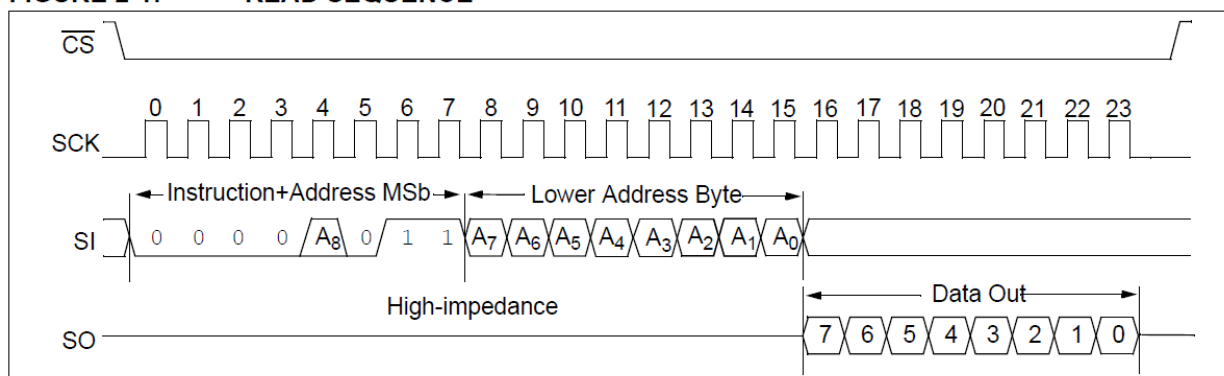 CS
0 1 2 3 4 5 6 7 8 9 10 11 12 13 14 15 16 17 18 19 20 21 22 23
SCK
Instruction+Address MSb Lower Address Byte
SI 0 0 0 0 A8 0 1 1 A7 A6 A5 A4 A3 A2 A1 A0
High-impedance Data Out
SO 7 6 5 4 3 2 1 0